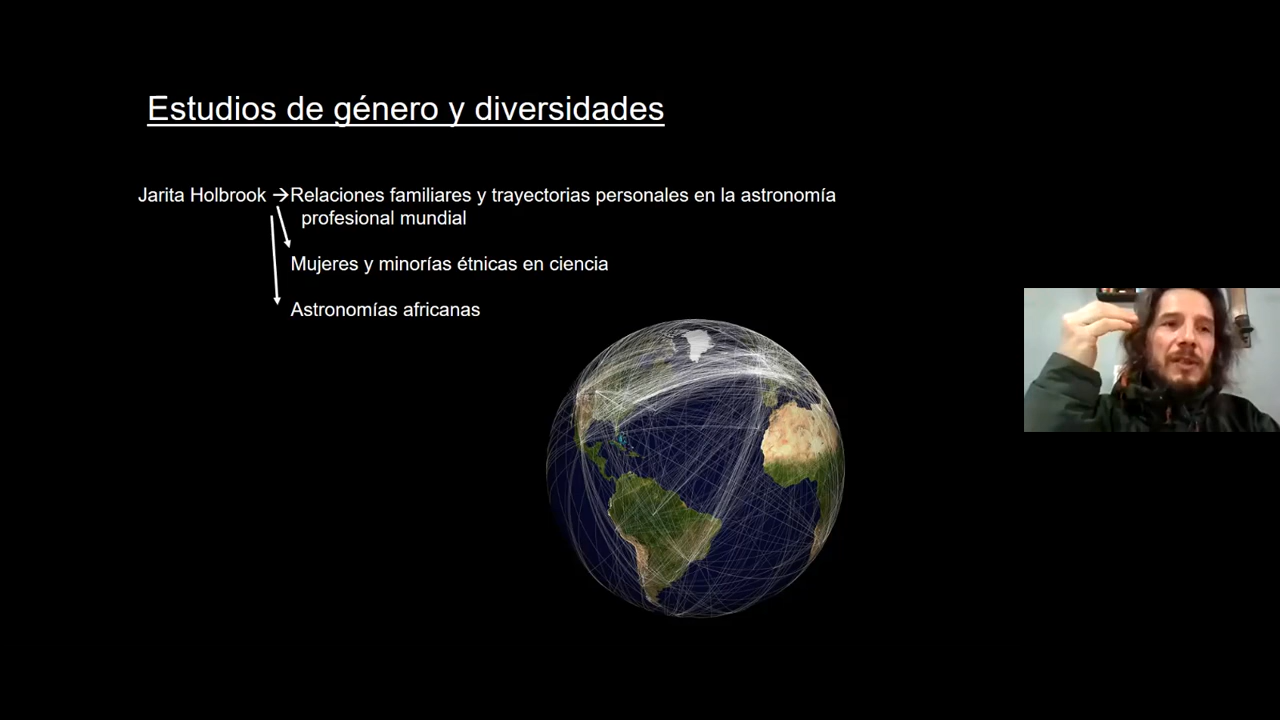 Estudios de género y diversidades
Jarita Holbrook →Relaciones familiares y trayectorias personales en la astronomía
profesional mundial
Mujeres y minorías étnicas en ciencia
Astronomías africanas